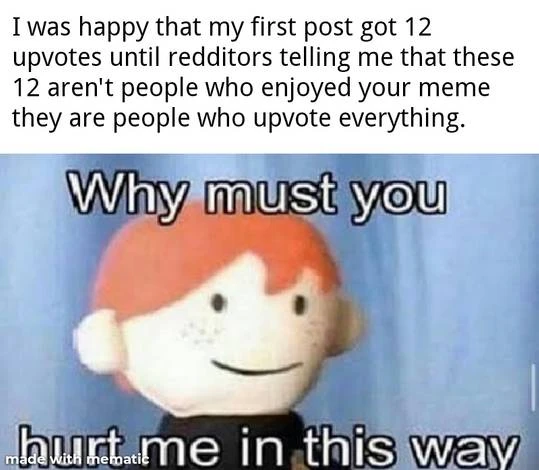 I was happy that my first post got 12
upvotes until redditors telling me that these
12 aren't people who enjoyed your meme
they are people who upvote everything.
Why must you
hurt me in this way
made with mematic